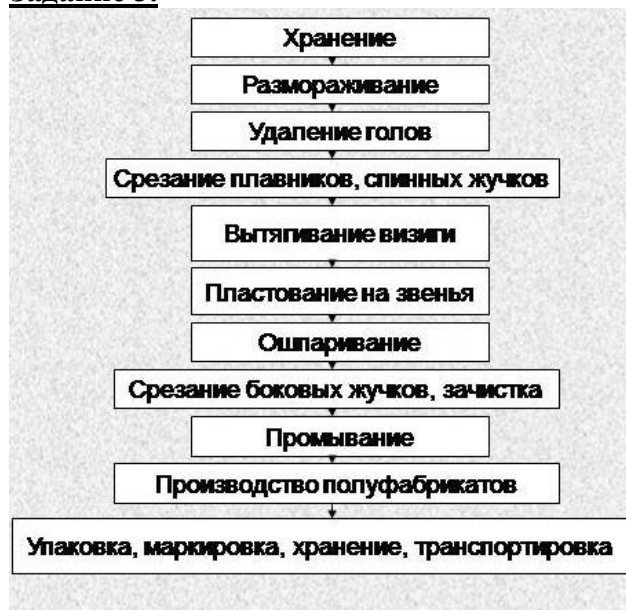 Хранение
Размораживание
Удаление голов
Срезание плавников, спинных жучков
Вытягивание визиги
Пластование на звенья
Ошпаривание
Срезание боковых жучков, зачистка
Промывание
Производство полуфабрикатов
Упаковка, маркировка, хранение, транспортировка